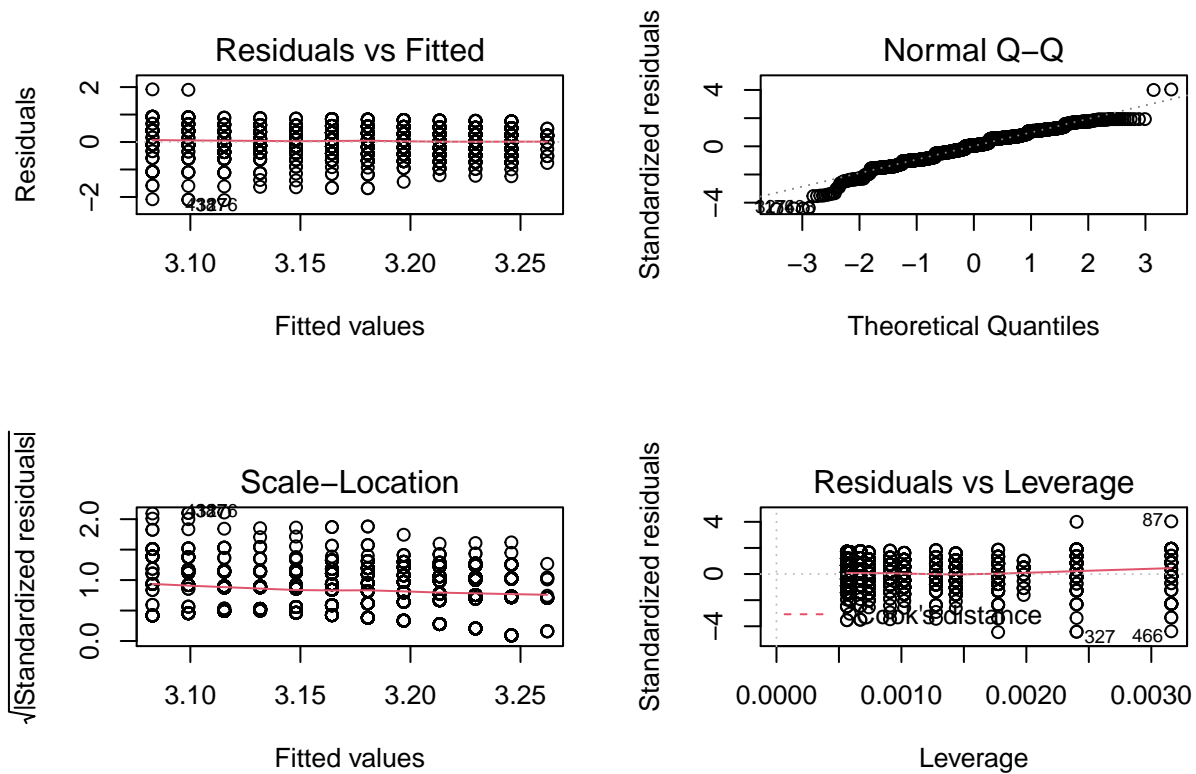 Residuals vs Fitted
Residuals
2
0
−2
3.10 3.15 3.20 3.25
Fitted values
Normal Q−Q
Standardized residuals
4
0
−4
−3 −2 −1 0 1 2 3
Theoretical Quantiles
Scale−Location
√|Standardized residuals|
2.0
1.0
0.0
3.10 3.15 3.20 3.25
Fitted values
Residuals vs Leverage
Standardized residuals
4
0
−4
87
Cook's distance
327 466
0.0000 0.0010 0.0020 0.0030
Leverage